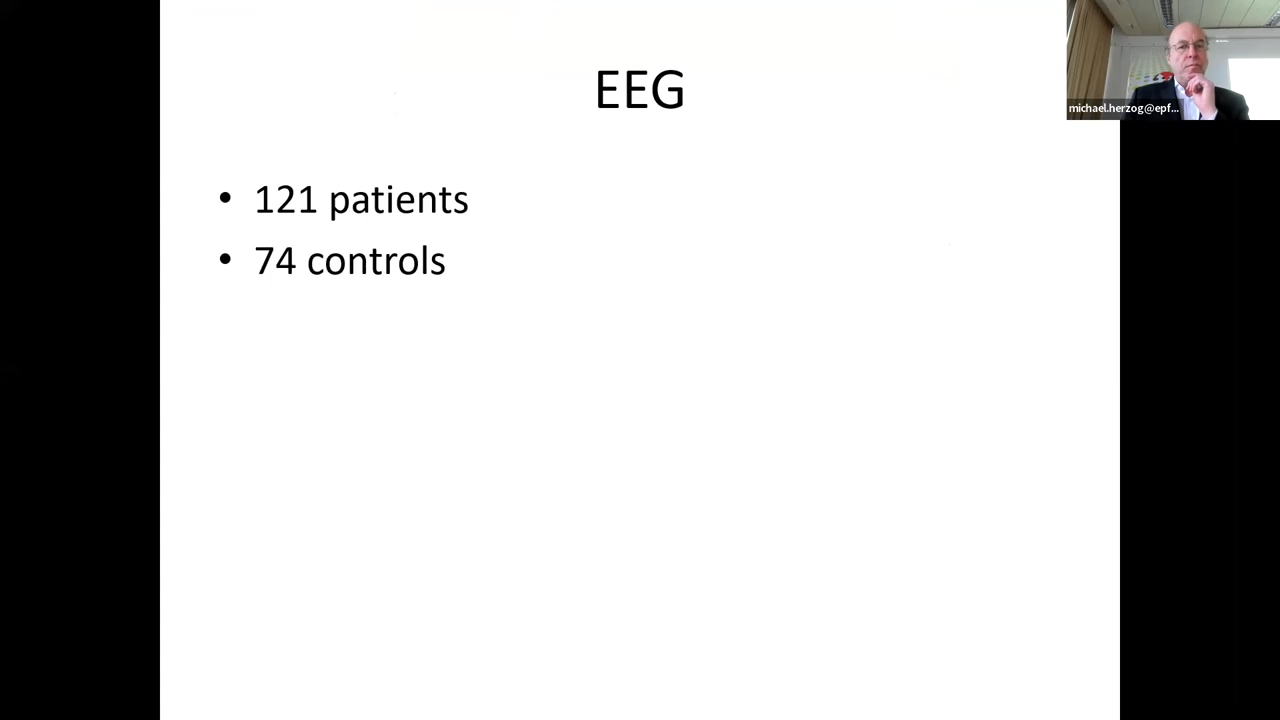 EEG
michael.herzog@epf...
• 121 patients
• 74 controls